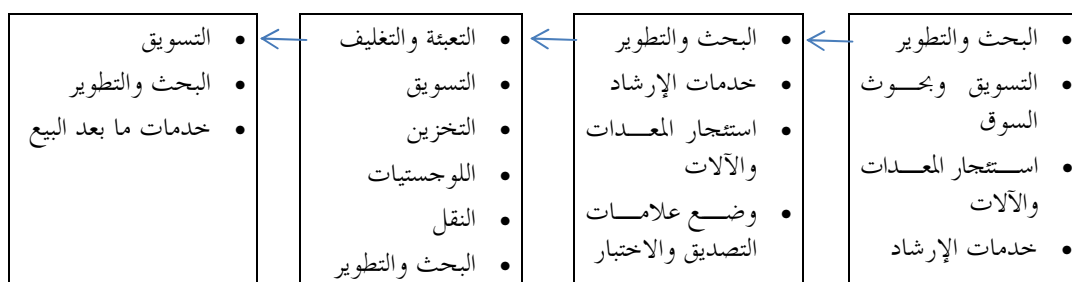 البحث والتطوير
التسويق وبحوث
السوق
استئجار المعدات
والآلات
خدمات الإرشاد
البحث والتطوير
خدمات الإرشاد
استئجار المعدات
والآلات
وضع علامات
التصديق والاختبار
التعبئة والتغليف
التسويق
التخزين
اللوجستيات
النقل
البحث والتطوير
التسويق
البحث والتطوير
خدمات ما بعد البيع